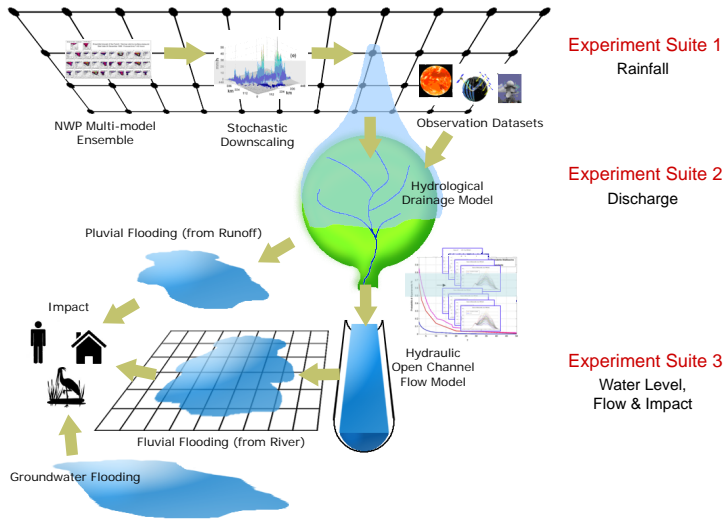 Experiment Suite 1
Rainfall
NWP Multi-model
Ensemble
Stochastic
Downscaling
Observation Datasets
Experiment Suite 2
Discharge
Hydrological
Drainage Model
Pluvial Flooding (from Runoff)
Impact
Hydraulic
Open Channel
Flow Model
Experiment Suite 3
Water Level,
Flow & Impact
Fluvial Flooding (from River)
Groundwater Flooding